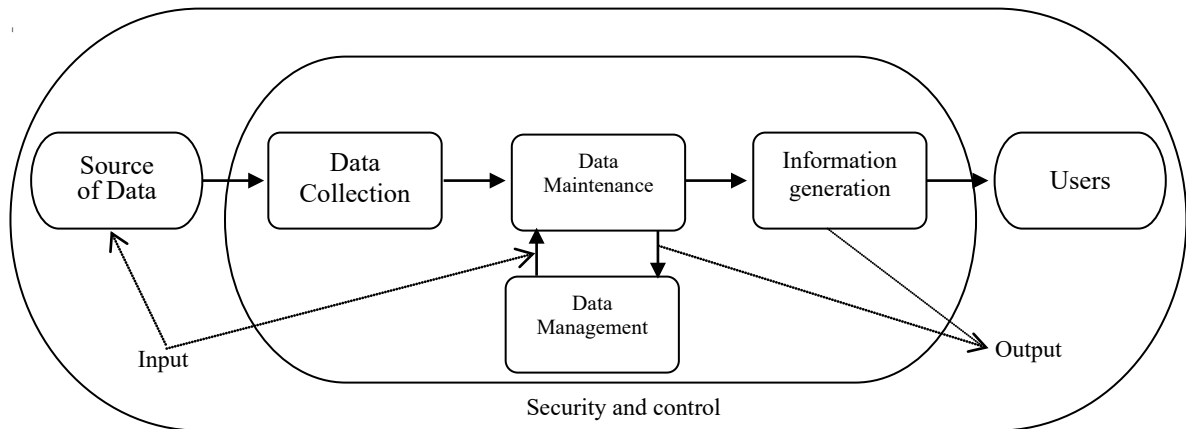 Source
of Data
Data
Collection
Data
Maintenance
Information
generation
Users
Data
Management
Input
Output
Security and control